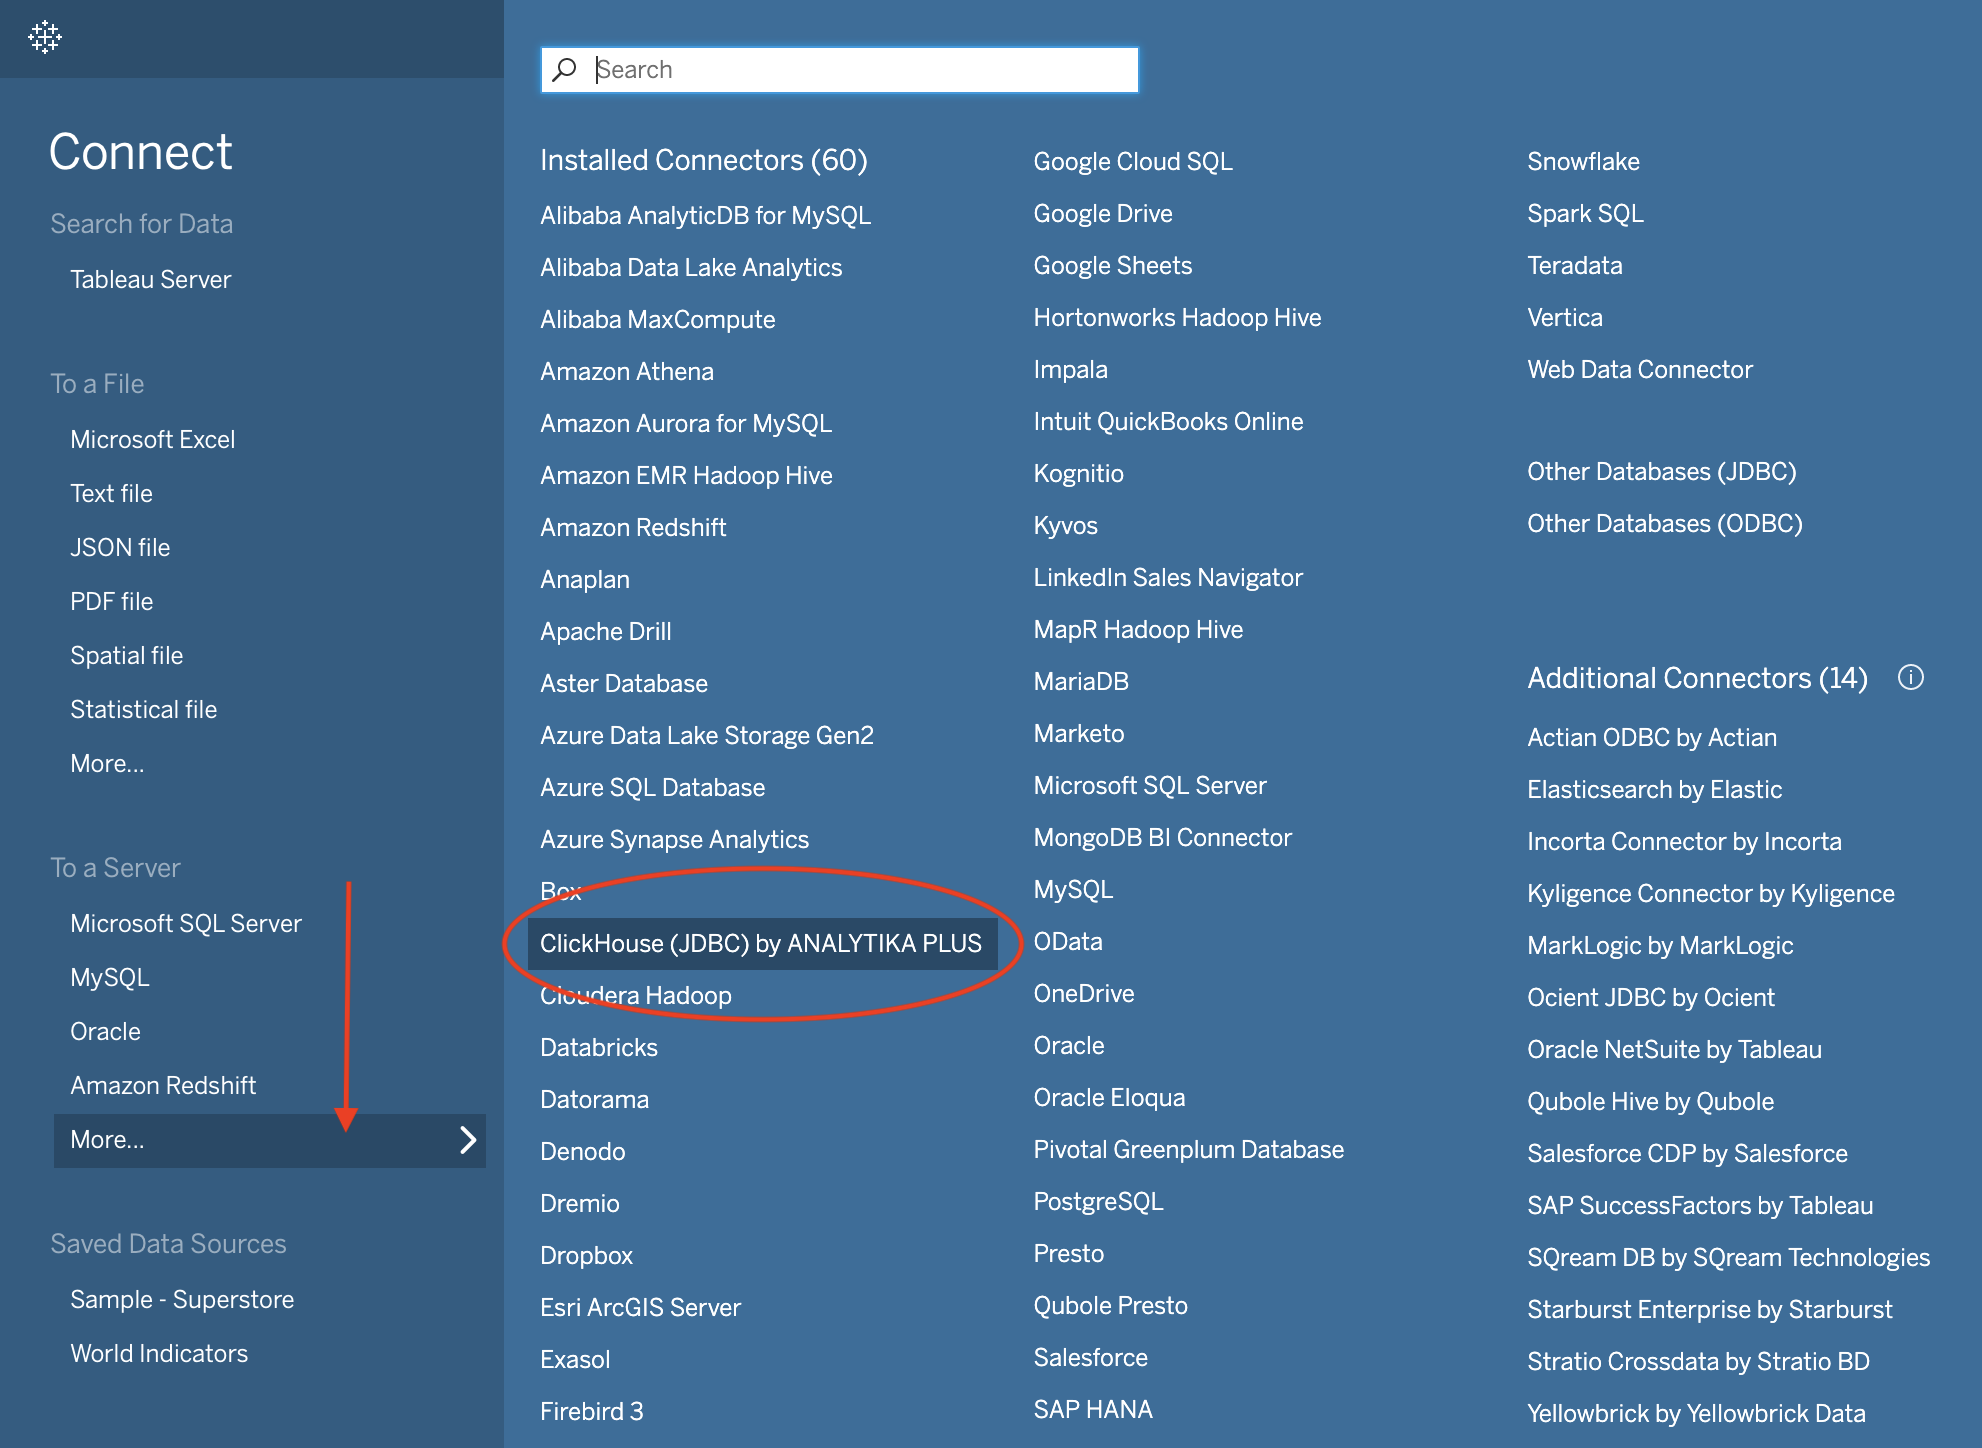 Search
Connect
Search for Data
Tableau Server
To a File
Microsoft Excel
Text file
JSON file
PDF file
Spatial file
Statistical file
More...
To a Server
Microsoft SQL Server
MySQL
Oracle
Amazon Redshift
More...
Saved Data Sources
Sample - Superstore
World Indicators
Installed Connectors (60)
Alibaba AnalyticDB for MySQL
Alibaba Data Lake Analytics
Alibaba MaxCompute
Amazon Athena
Amazon Aurora for MySQL
Amazon EMR Hadoop Hive
Amazon Redshift
Anaplan
Apache Drill
Aster Database
Azure Data Lake Storage Gen2
Azure SQL Database
Azure Synapse Analytics
Box
ClickHouse (JDBC) by ANALYTIKA PLUS
Cloudera Hadoop
Databricks
Datorama
Denodo
Dremio
Dropbox
Esri ArcGIS Server
Exasol
Firebird 3
Google Cloud SQL
Google Drive
Google Sheets
Hortonworks Hadoop Hive
Impala
Intuit QuickBooks Online
Kognitio
Kyvos
LinkedIn Sales Navigator
MapR Hadoop Hive
MariaDB
Marketo
Microsoft SQL Server
MongoDB BI Connector
MySQL
OData
OneDrive
Oracle
Oracle Eloqua
Pivotal Greenplum Database
PostgreSQL
Presto
Qubole Presto
Salesforce
SAP HANA
Snowflake
Spark SQL
Teradata
Vertica
Web Data Connector
Other Databases (JDBC)
Other Databases (ODBC)
Additional Connectors (14)
Actian ODBC by Actian
Elasticsearch by Elastic
Incorta Connector by Incorta
Kyligence Connector by Kyligence
MarkLogic by MarkLogic
Ocient JDBC by Ocient
Oracle NetSuite by Tableau
Qubole Hive by Qubole
Salesforce CDP by Salesforce
SAP SuccessFactors by Tableau
SQream DB by SQream Technologies
Starburst Enterprise by Starburst
Stratio Crossdata by Stratio BD
Yellowbrick by Yellowbrick Data